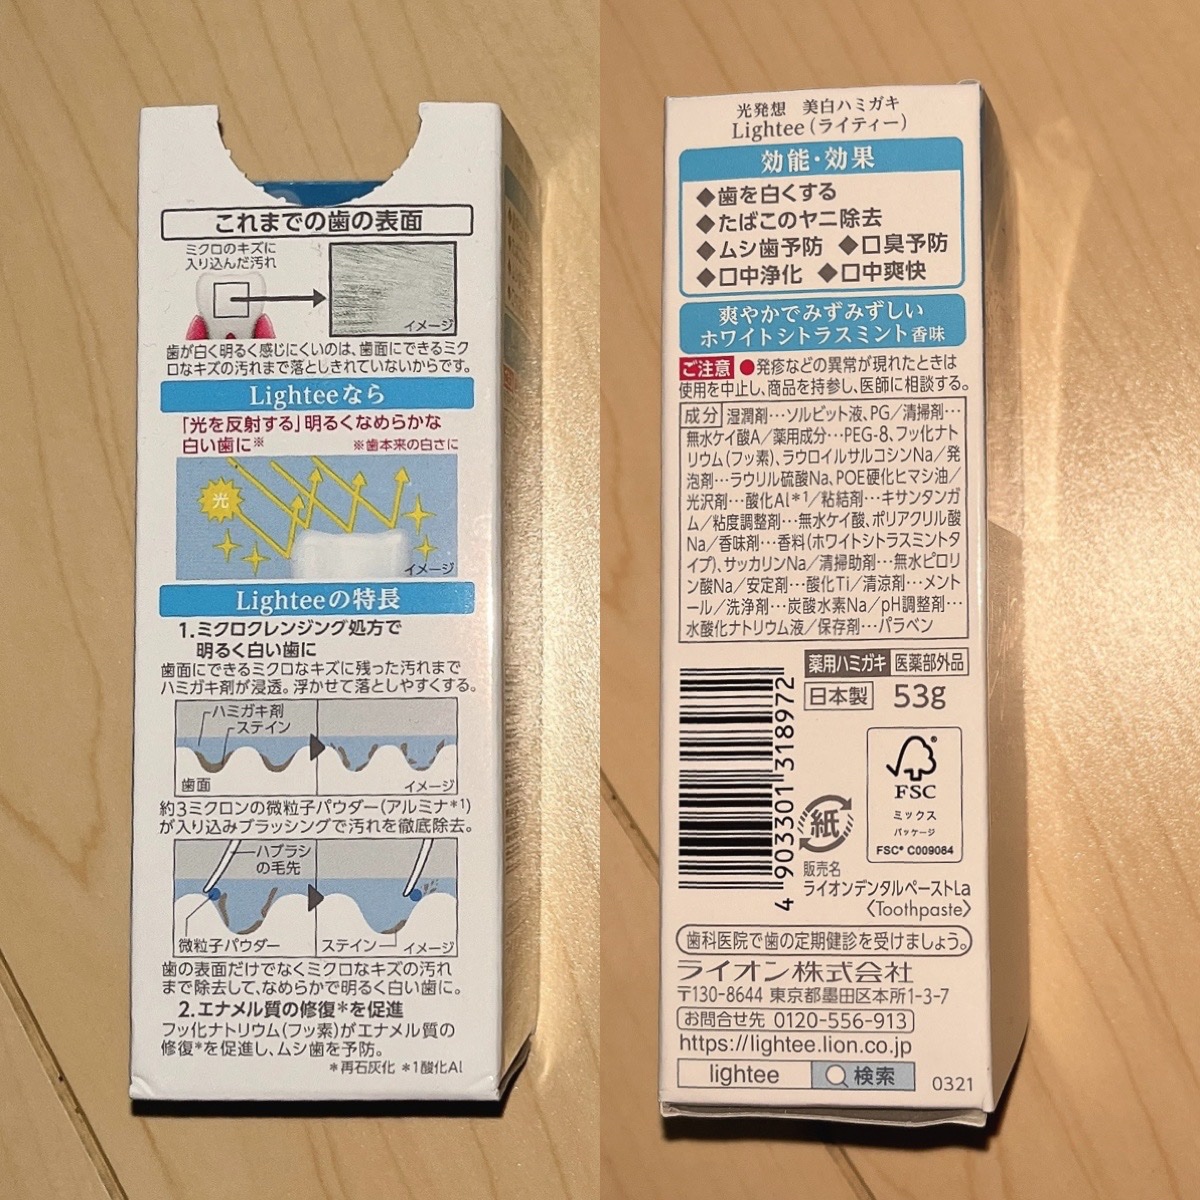 これまでの歯の表面
ミクロのキズに
入り込んだ汚れ
イメージ
歯が白く明るく感じにくいのは、歯面にできるミク
ロなキズの汚れまで落としきれていないからです。
Lighteeなら
「光を反射する」明るくなめらかな
白い歯に※
※歯本来の白さに
光
イメージ
Lighteeの特長
1.ミクロクレンジング処方で
明るく白い歯に
歯面にできるミクロなキズに残った汚れまで
ハミガキ剤が浸透。浮かせて落としやすくする。
ハミガキ剤
ステイン
歯面
イメージ
約3ミクロンの微粒子パウダー(アルミナ*1)
が入り込みブラッシングで汚れを徹底除去。
ハブラシ
の毛先
微粒子パウダー
ステイン
イメージ
歯の表面だけでなくミクロなキズの汚れ
まで除去して、なめらかで明るく白い歯に。
2.エナメル質の修復*を促進
フッ化ナトリウム(フッ素)がエナメル質の
修復*を促進し、ムシ歯を予防。
*再石灰化 *1酸化Al
光発想 美白ハミガキ
Lightee(ライティー)
効能・効果
◆歯を白くする
◆たばこのヤニ除去
◆ムシ歯予防 ◆口臭予防
◆口中浄化 ◆口中爽快
爽やかでみずみずしい
ホワイトシトラスミント香味
ご注意 ●発疹などの異常が現れたときは
使用を中止し、商品を持参し、医師に相談する。
成分 湿潤剤…ソルビット液、PG/清掃剤…
無水ケイ酸A/薬用成分…PEG-8、フッ化ナト
リウム(フッ素)、ラウロイルサルコシンNa/発
泡剤…ラウリル硫酸Na、POE硬化ヒマシ油/
光沢剤…酸化Al*1/粘結剤…キサンタンガ
ム/粘度調整剤…無水ケイ酸、ポリアクリル酸
Na/香味剤…香料(ホワイトシトラスミントタ
イプ)、サッカリンNa/清掃助剤…無水ピロリ
ン酸Na/安定剤…酸化Ti/清涼剤…メント
ール/洗浄剤…炭酸水素Na/pH調整剤…
水酸化ナトリウム液/保存剤…パラベン
薬用ハミガキ 医薬部外品
日本製 53g
4 903301 318972
紙
FSC
ミックス
パッケージ
FSC® C009084
販売名
ライオンデンタルペーストLa
〈Toothpaste〉
歯科医院で歯の定期健診を受けましょう。
ライオン株式会社
〒130-8644 東京都墨田区本所1-3-7
お問合せ先 0120-556-913
https://lightee.lion.co.jp
lightee 検索
0321